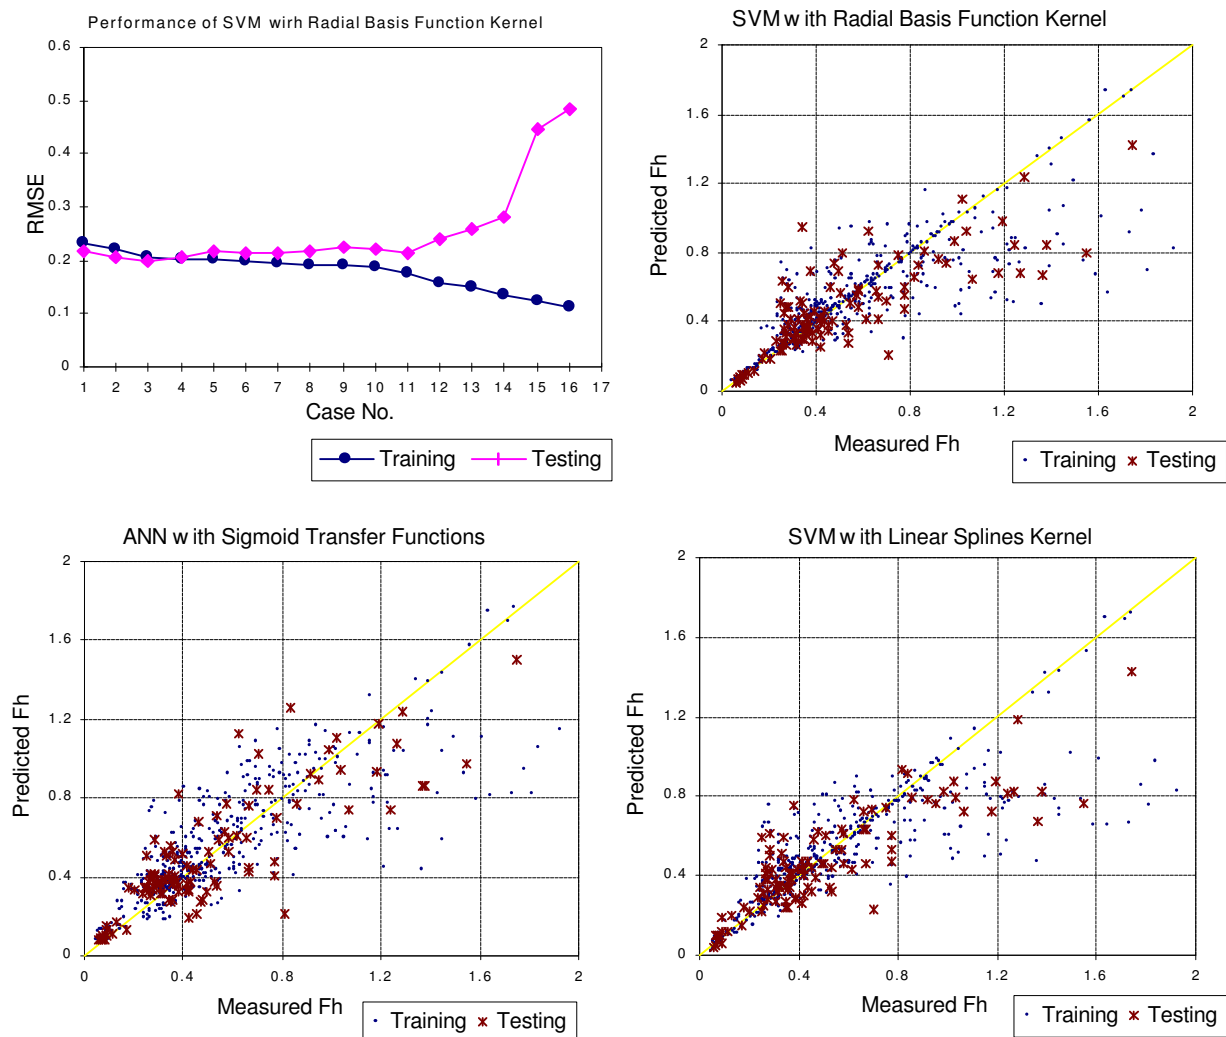 Performance of SVM wirh Radial Basis Function Kernel
0.6
0.5
0.4
0.3
0.2
0.1
0
RMSE
1 2 3 4 5 6 7 8 9 10 11 12 13 14 15 16 17
Case No.
Training Testing
SVM with Radial Basis Function Kernel
2
1.6
1.2
0.8
0.4
0
Predicted Fh
0 0.4 0.8 1.2 1.6 2
Measured Fh
Training Testing
ANN with Sigmoid Transfer Functions
2
1.6
1.2
0.8
0.4
0
Predicted Fh
0 0.4 0.8 1.2 1.6 2
Measured Fh
Training Testing
SVM with Linear Splines Kernel
2
1.6
1.2
0.8
0.4
0
Predicted Fh
0 0.4 0.8 1.2 1.6 2
Measured Fh
Training Testing